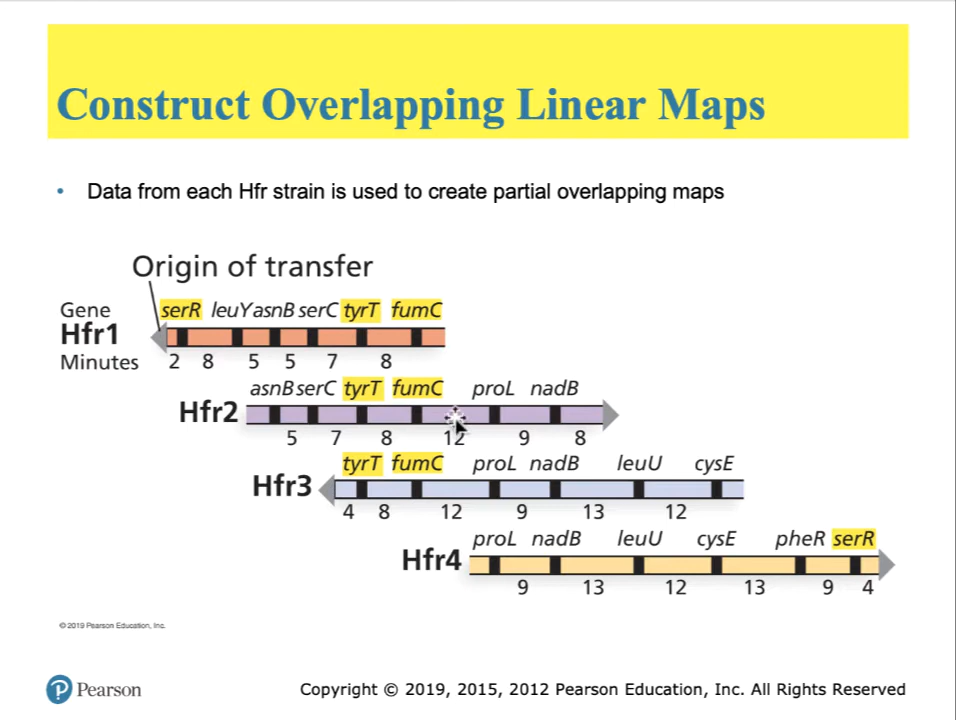 Construct Overlapping Linear Maps
• Data from each Hfr strain is used to create partial overlapping maps
Origin of transfer
Gene serR leuY asnB serC tyrT fumC
Hfr1
Minutes 2 8 5 5 7 8
asnB serC tyrT fumC proL nadB
Hfr2
5 7 8 12 9 8
tyrT fumC proL nadB leuU cysE
Hfr3
4 8 12 9 13 12
proL nadB leuU cysE pheR serR
Hfr4
9 13 12 13 9 4
© 2019 Pearson Education, Inc.
P Pearson
Copyright © 2019, 2015, 2012 Pearson Education, Inc. All Rights Reserved